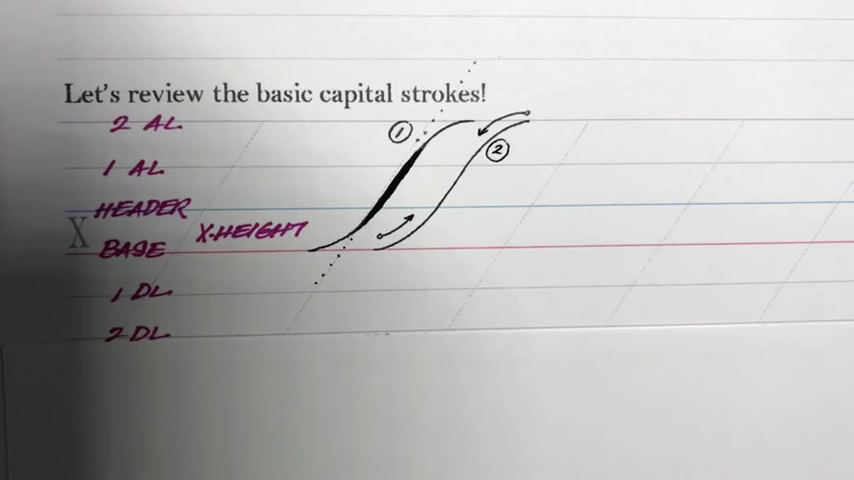 Let's review the basic capital strokes!
2 AL
①
1 AL
②
HEADER
X
X-HEIGHT
BASE
1 DL
2 DL